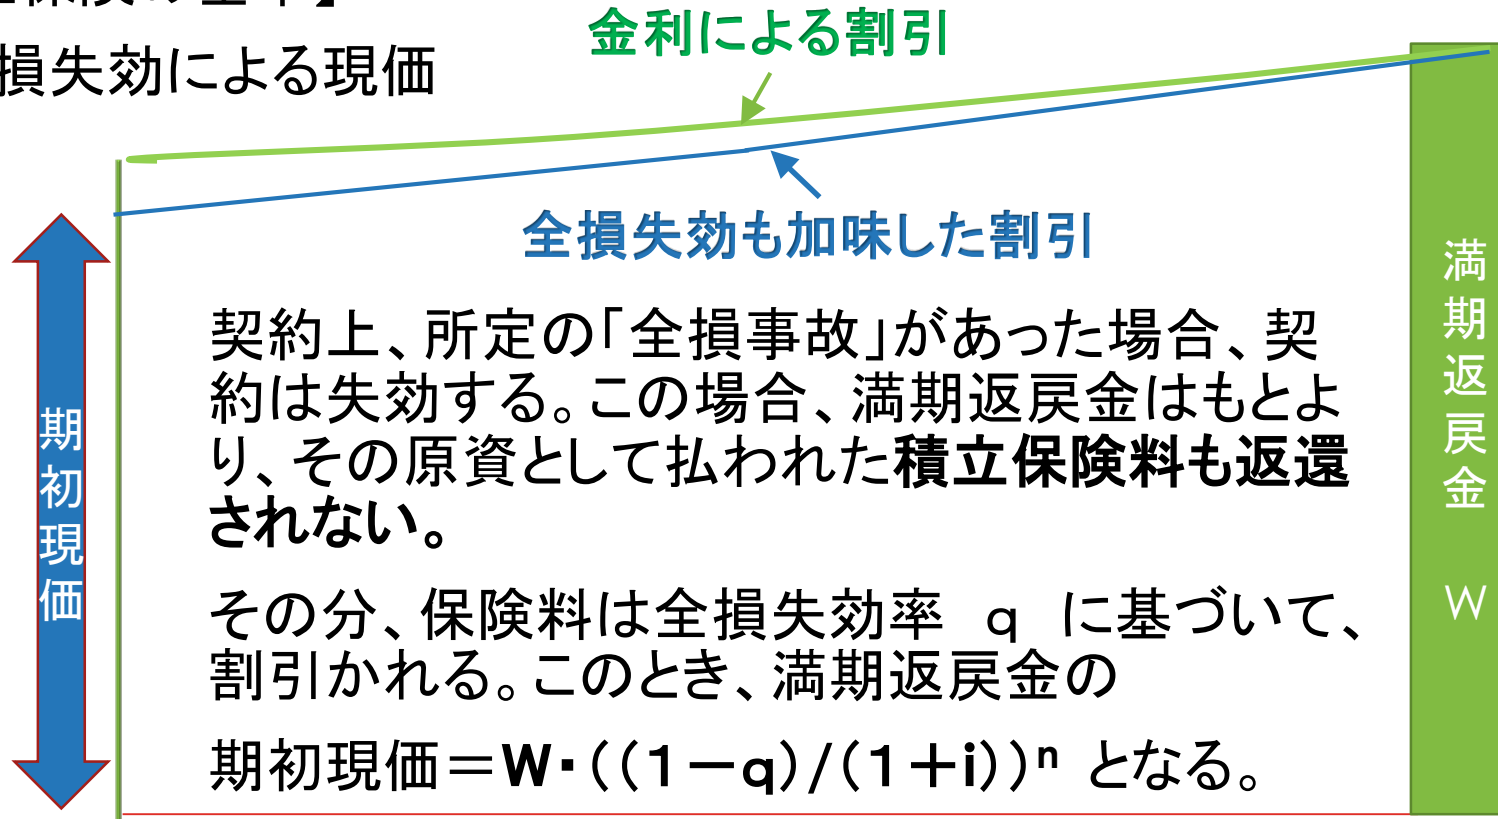 保険の基本】
損失効による現価
金利による割引
全損失効も加味した割引
契約上、所定の「全損事故」があった場合、契
約は失効する。この場合、満期返戻金はもとよ
り、その原資として払われた積立保険料も返還
されない。
その分、保険料は全損失効率 q に基づいて、
割引かれる。このとき、満期返戻金の
期初現価＝W・((1－q)/(1＋i))ⁿ となる。
期初現価
満期返戻金 W